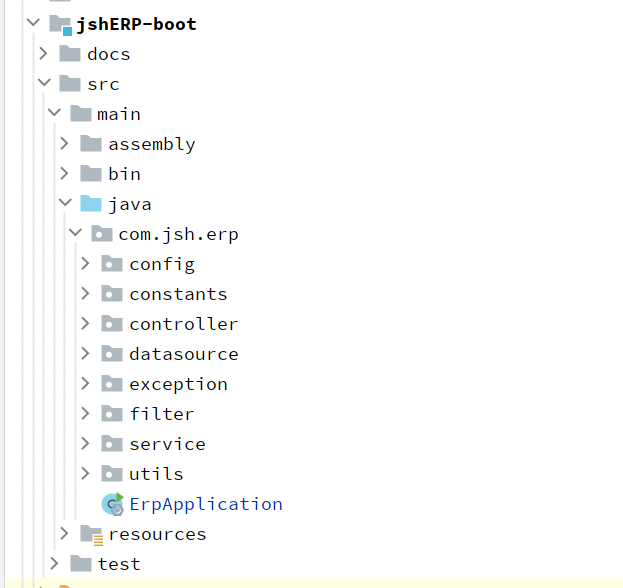 jshERP-boot
docs
src
main
assembly
bin
java
com.jsh.erp
config
constants
controller
datasource
exception
filter
service
utils
ErpApplication
resources
test